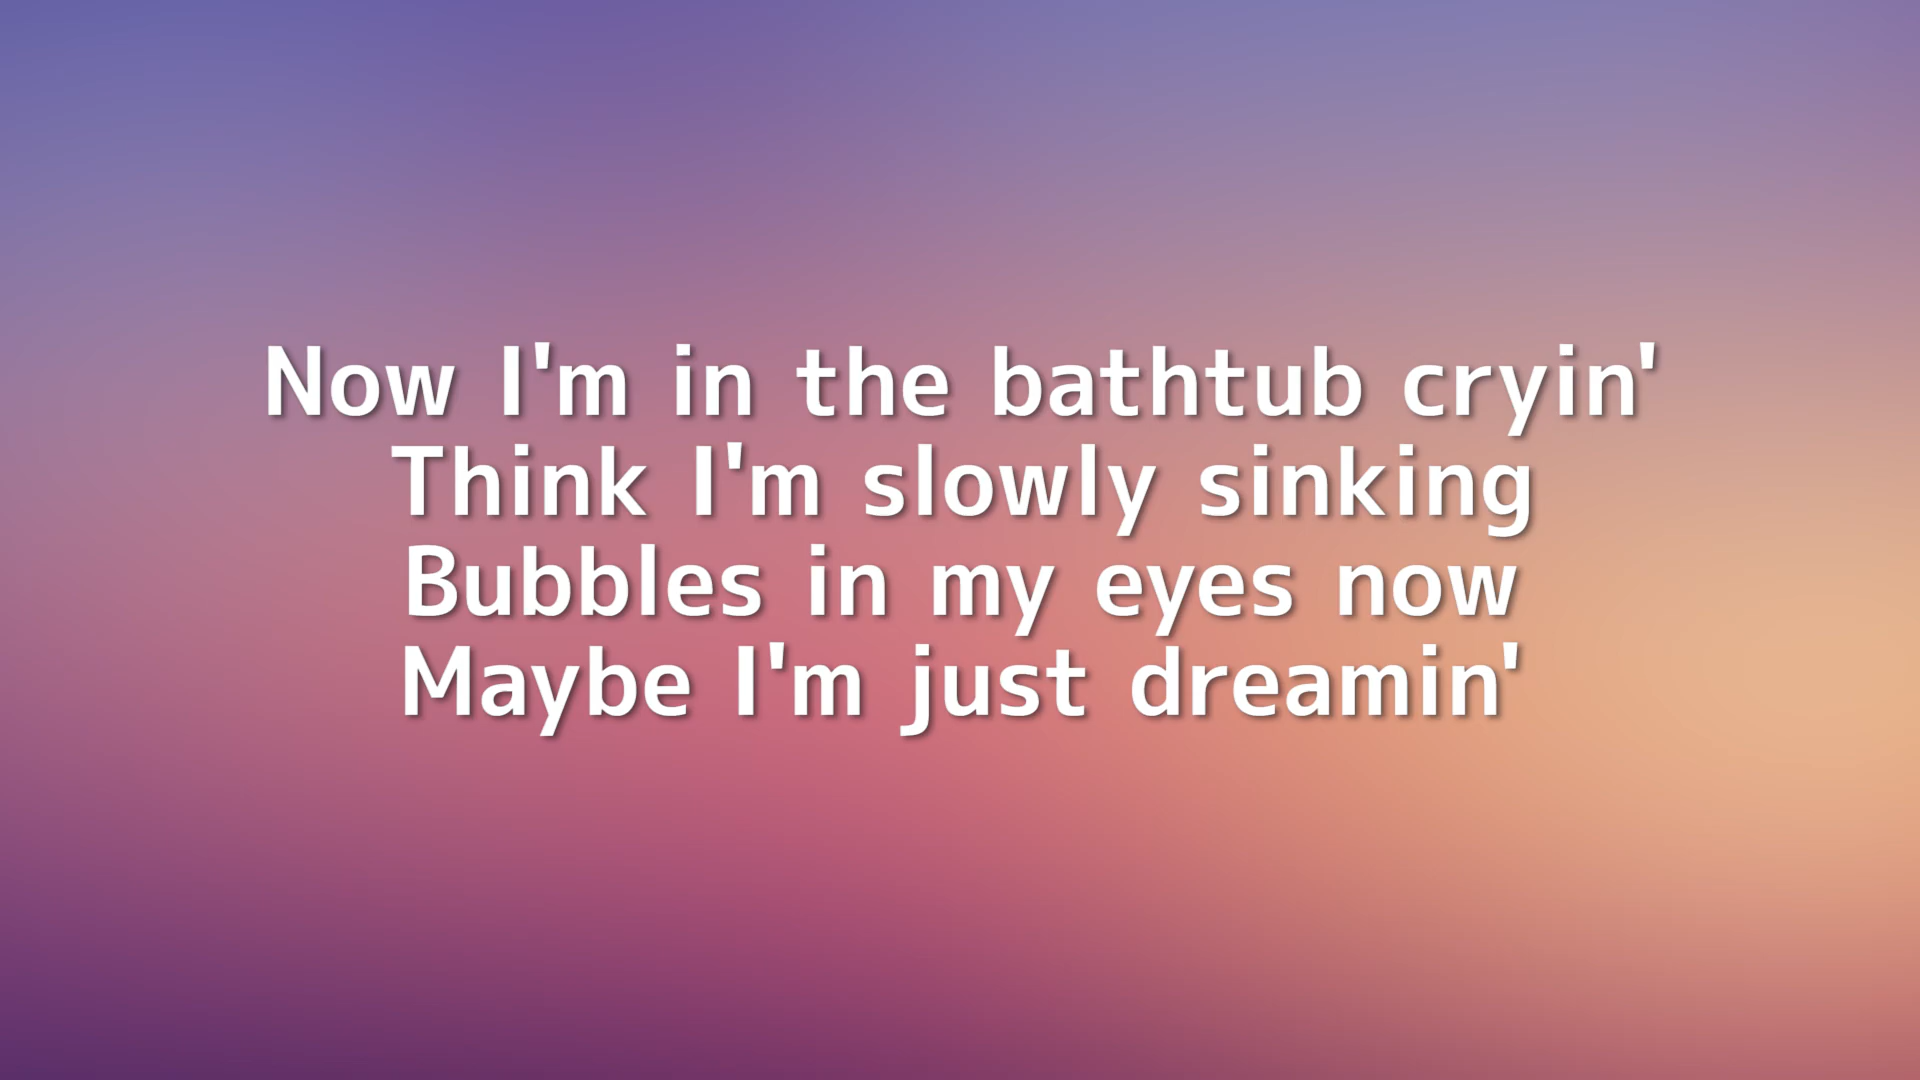 Now I'm in the bathtub cryin'
Think I'm slowly sinking
Bubbles in my eyes now
Maybe I'm just dreamin'